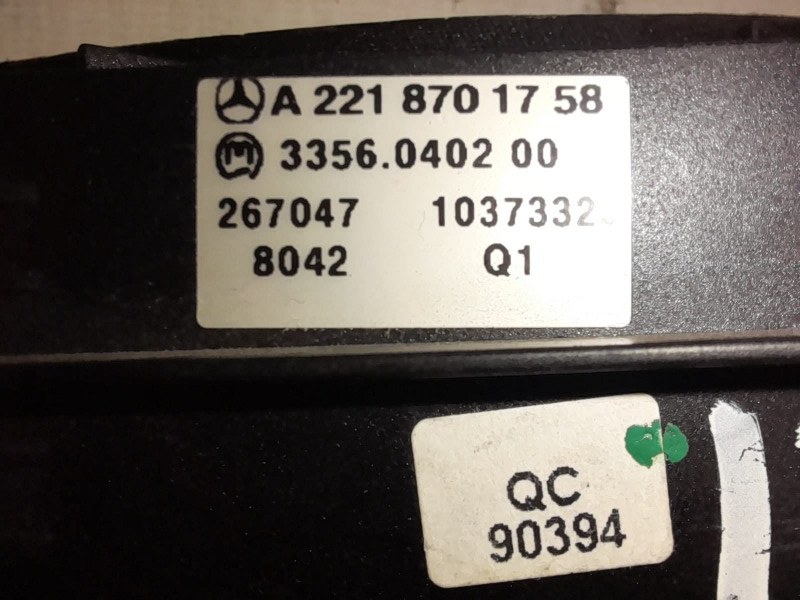 A 221 870 17 58
M 3356.0402 00
267047 1037332
8042 Q1
QC
90394